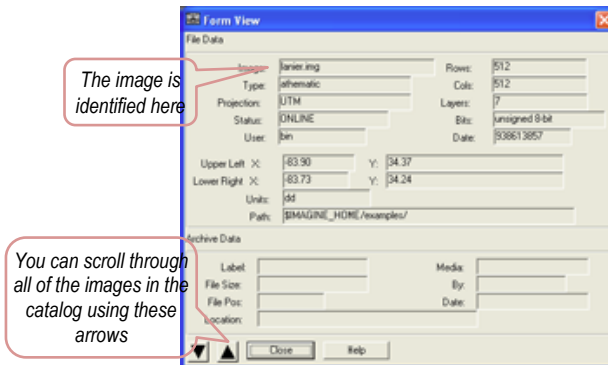 Form View
File Data
The image is
identified here
Image: lanier.img Rows: 512
Type: athematic Cols: 512
Projection: UTM Layers: 7
Status: ONLINE Bits: unsigned 8-bit
User: bin Date: 938613857
Upper Left X: -83.90 Y: 34.37
Lower Right X: -83.73 Y: 34.24
Units: dd
Path: $IMAGINE_HOME/examples/
Archive Data
You can scroll through
all of the images in the
catalog using these
arrows
Label: Media:
File Size: By:
File Pos: Date:
Location:
Close Help